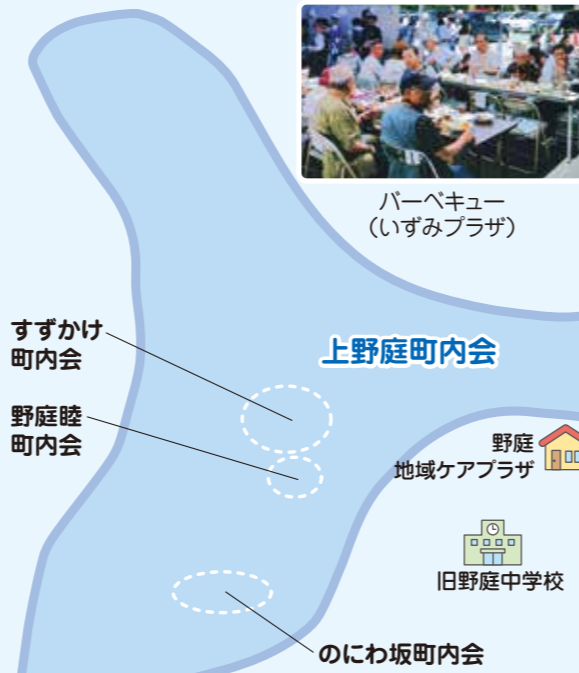 バーベキュー
（いずみプラザ）
すずかけ
町内会
上野庭町内会
野庭睦
町内会
野庭
地域ケアプラザ
旧野庭中学校
のにわ坂町内会